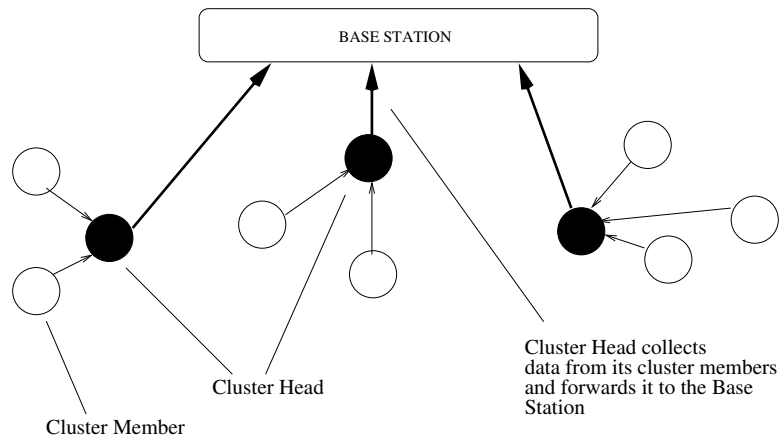 BASE STATION
Cluster Head collects
data from its cluster members
and forwards it to the Base
Station
Cluster Head
Cluster Member